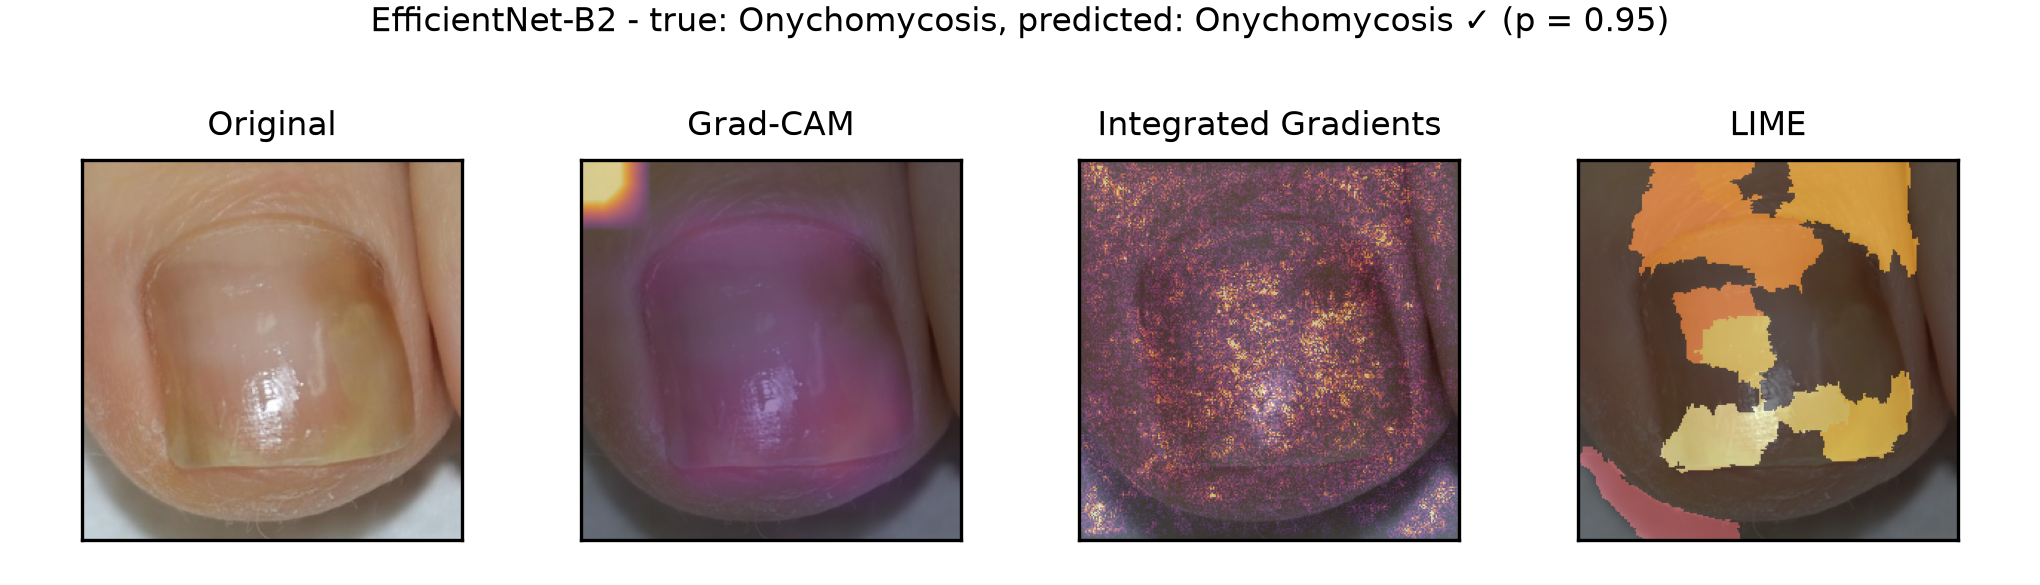 EfficientNet-B2 - true: Onychomycosis, predicted: Onychomycosis ✓ (p = 0.95)
Original
Grad-CAM
Integrated Gradients
LIME